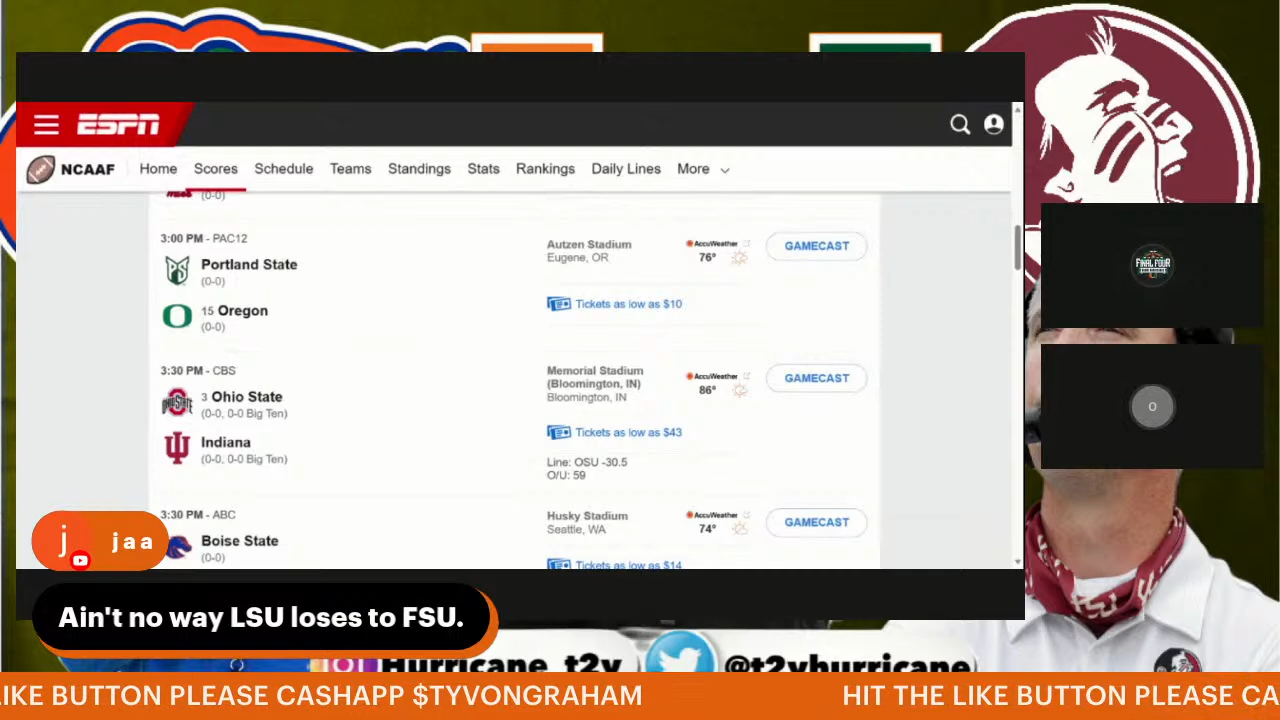 ESPN
NCAAF
Home
Scores
Schedule
Teams
Standings
Stats
Rankings
Daily Lines
More
(0-0)
3:00 PM - PAC12
Portland State
(0-0)
15 Oregon
(0-0)
Autzen Stadium
Eugene, OR
AccuWeather
76°
GAMECAST
Tickets as low as $10
3:30 PM - CBS
3 Ohio State
(0-0, 0-0 Big Ten)
Indiana
(0-0, 0-0 Big Ten)
Memorial Stadium
(Bloomington, IN)
Bloomington, IN
AccuWeather
86°
GAMECAST
Tickets as low as $43
Line: OSU -30.5
O/U: 59
3:30 PM - ABC
Boise State
(0-0)
Husky Stadium
Seattle, WA
AccuWeather
74°
GAMECAST
Tickets as low as $14
FINAL FOUR
O
j
jaa
Ain't no way LSU loses to FSU.
Hurricane_t2y
@t2yhurricane
LIKE BUTTON PLEASE CASHAPP $TYVONGRAHAM
HIT THE LIKE BUTTON PLEASE CA